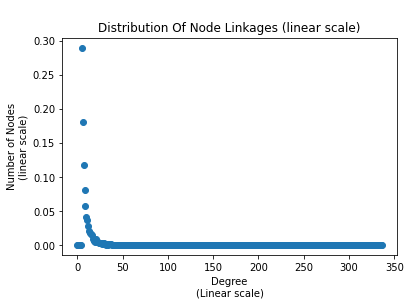 Distribution Of Node Linkages (linear scale)
0.30
0.25
0.20
0.15
0.10
0.05
0.00
Number of Nodes
(linear scale)
0 50 100 150 200 250 300 350
Degree
(Linear scale)